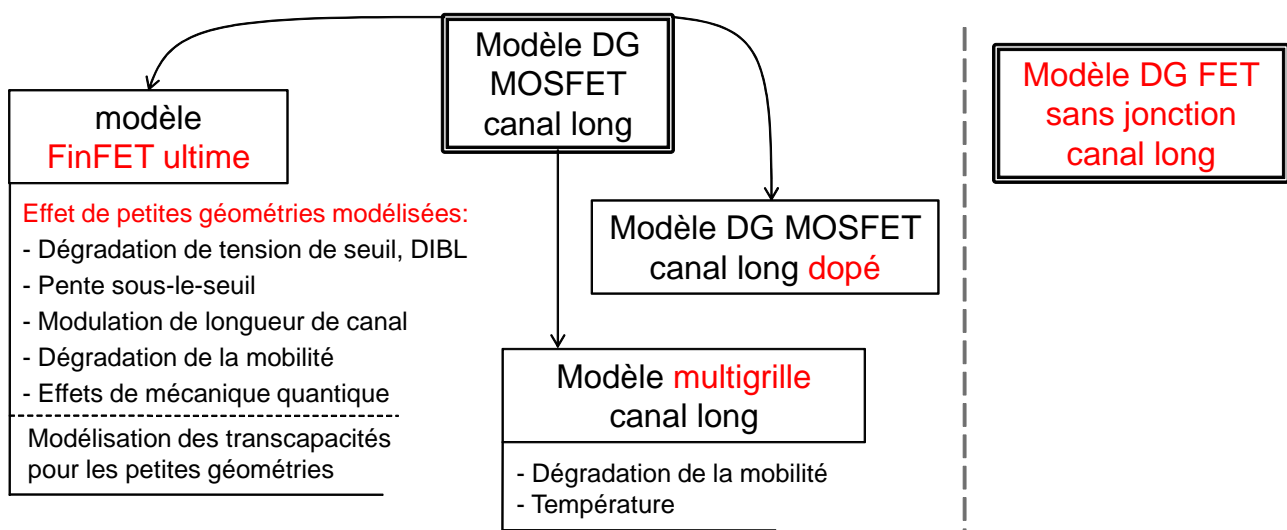 Modèle DG
MOSFET
canal long
Modèle DG FET
sans jonction
canal long
modèle
FinFET ultime
Effet de petites géométries modélisées:
- Dégradation de tension de seuil, DIBL
- Pente sous-le-seuil
- Modulation de longueur de canal
- Dégradation de la mobilité
- Effets de mécanique quantique
Modélisation des transcapacités
pour les petites géométries
Modèle DG MOSFET
canal long dopé
Modèle multigrille
canal long
- Dégradation de la mobilité
- Température